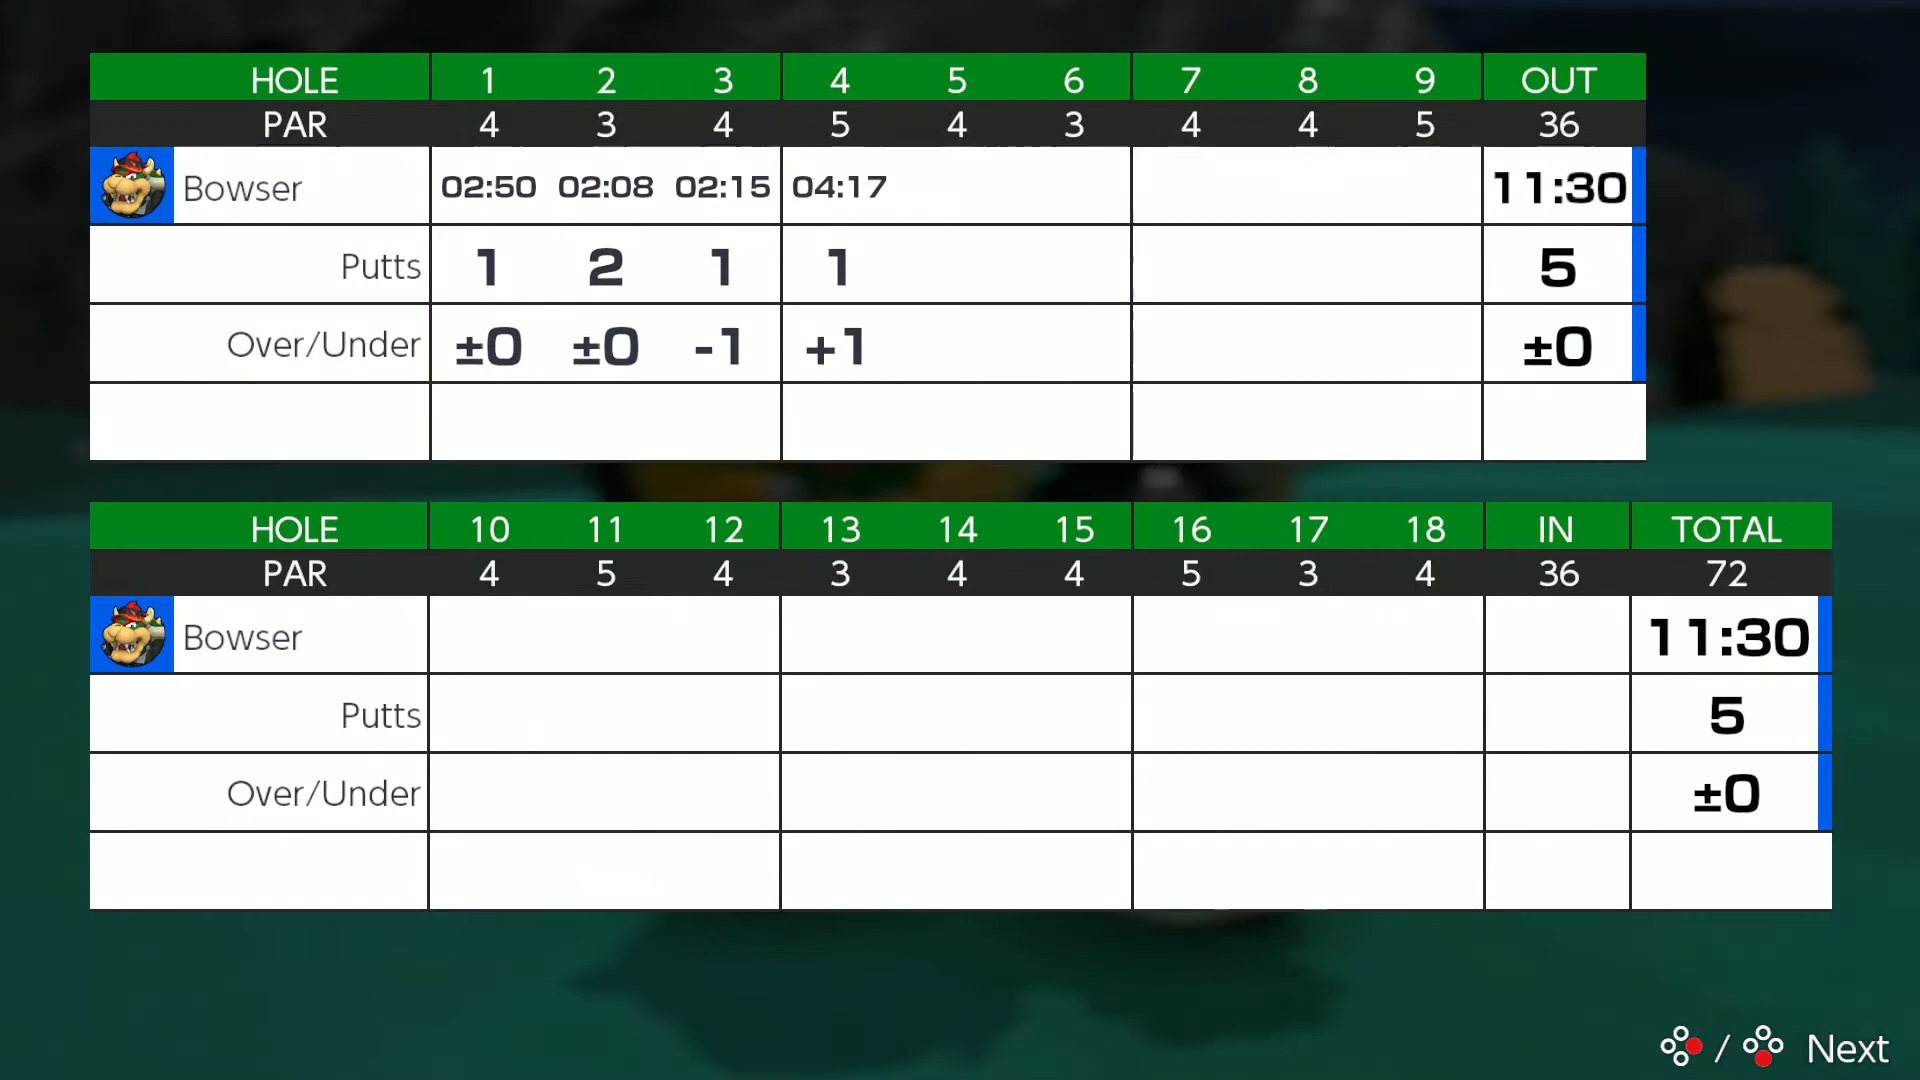 HOLE 1 2 3 4 5 6 7 8 9 OUT
PAR 4 3 4 5 4 3 4 4 5 36
Bowser 02:50 02:08 02:15 04:17 11:30
Putts 1 2 1 1 5
Over/Under ±0 ±0 -1 +1 ±0
HOLE 10 11 12 13 14 15 16 17 18 IN TOTAL
PAR 4 5 4 3 4 4 5 3 4 36 72
Bowser 11:30
Putts 5
Over/Under ±0
/ Next